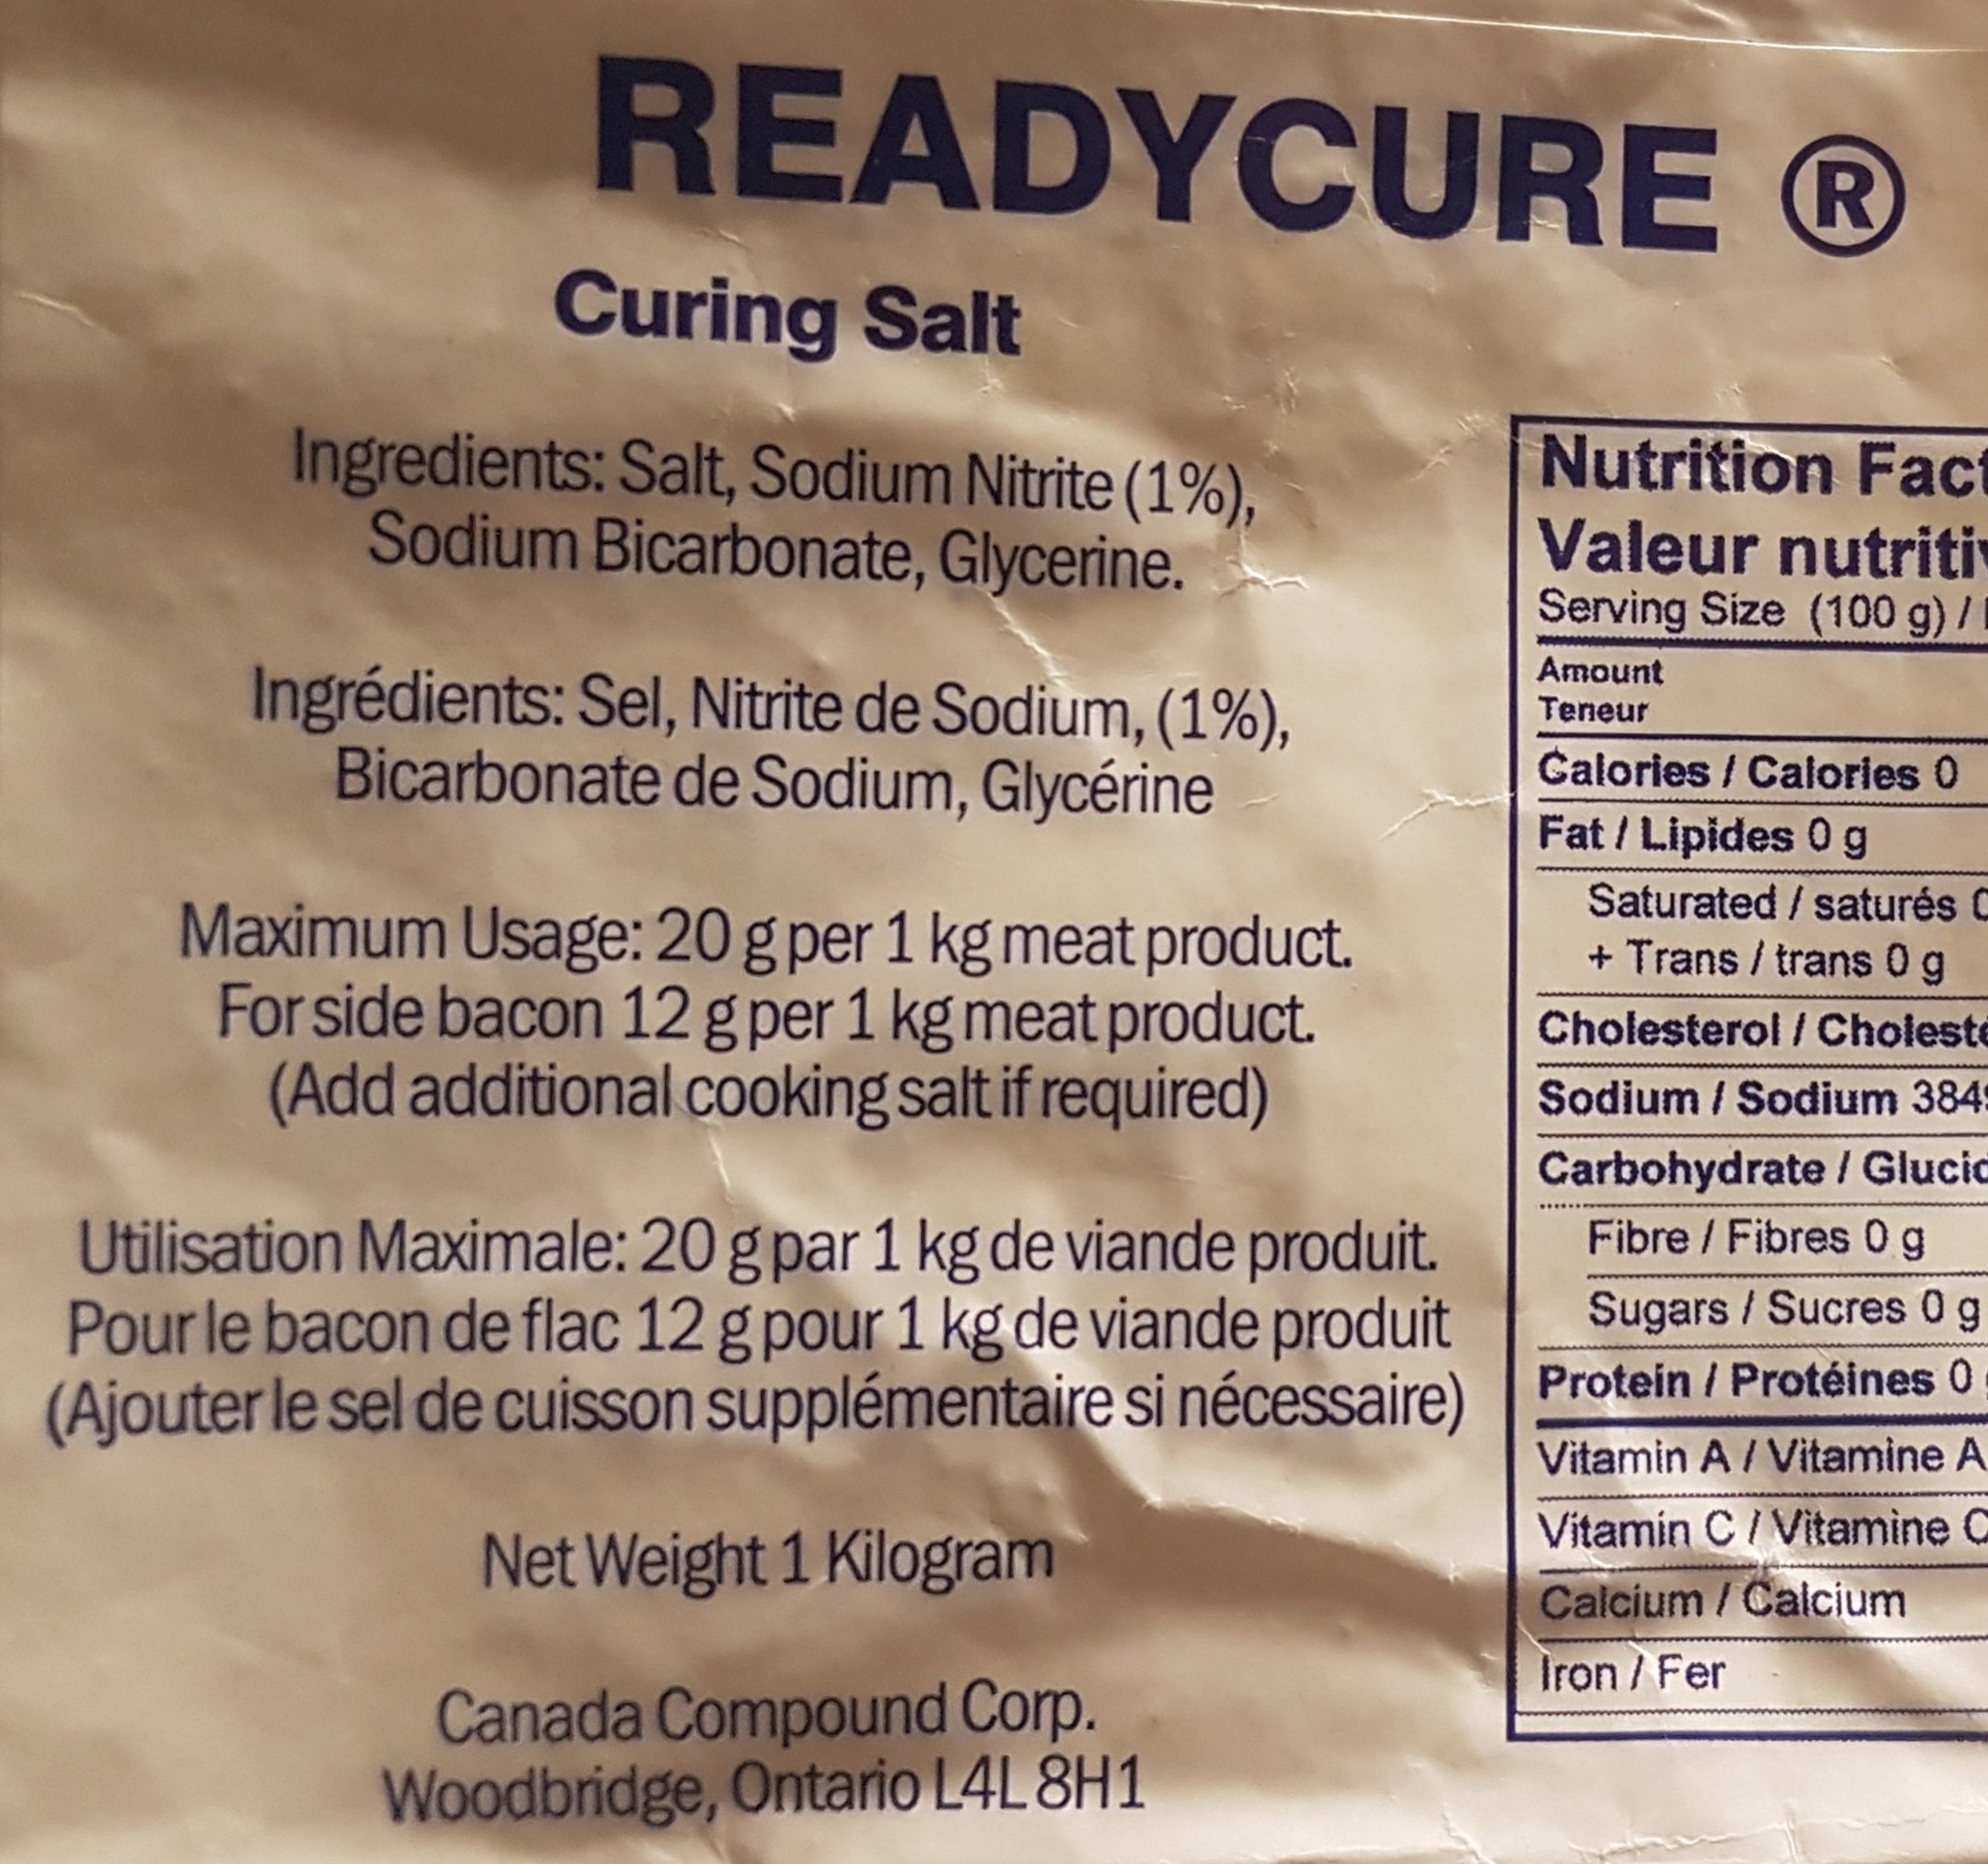 READYCURE ®
Curing Salt
Ingredients: Salt, Sodium Nitrite (1%),
Sodium Bicarbonate, Glycerine.
Ingrédients: Sel, Nitrite de Sodium, (1%),
Bicarbonate de Sodium, Glycérine
Maximum Usage: 20 g per 1 kg meat product.
For side bacon 12 g per 1 kg meat product.
(Add additional cooking salt if required)
Utilisation Maximale: 20 g par 1 kg de viande produit.
Pour le bacon de flac 12 g pour 1 kg de viande produit
(Ajouter le sel de cuisson supplémentaire si nécessaire)
Net Weight 1 Kilogram
Canada Compound Corp.
Woodbridge, Ontario L4L 8H1
Nutrition
Valeur
Serving Size (100 g) /
Amount
Teneur
Calories / Calories 0
Fat / Lipides 0 g
Saturated / saturés
+ Trans / trans 0 g
Cholesterol /
Sodium / Sodium
Carbohydrate /
Fibre / Fibres 0 g
Sugars / Sucres 0 g
Protein / Protéines 0
Vitamin A / Vitamine A
Vitamin C / Vitamine C
Calcium / Calcium
Iron / Fer